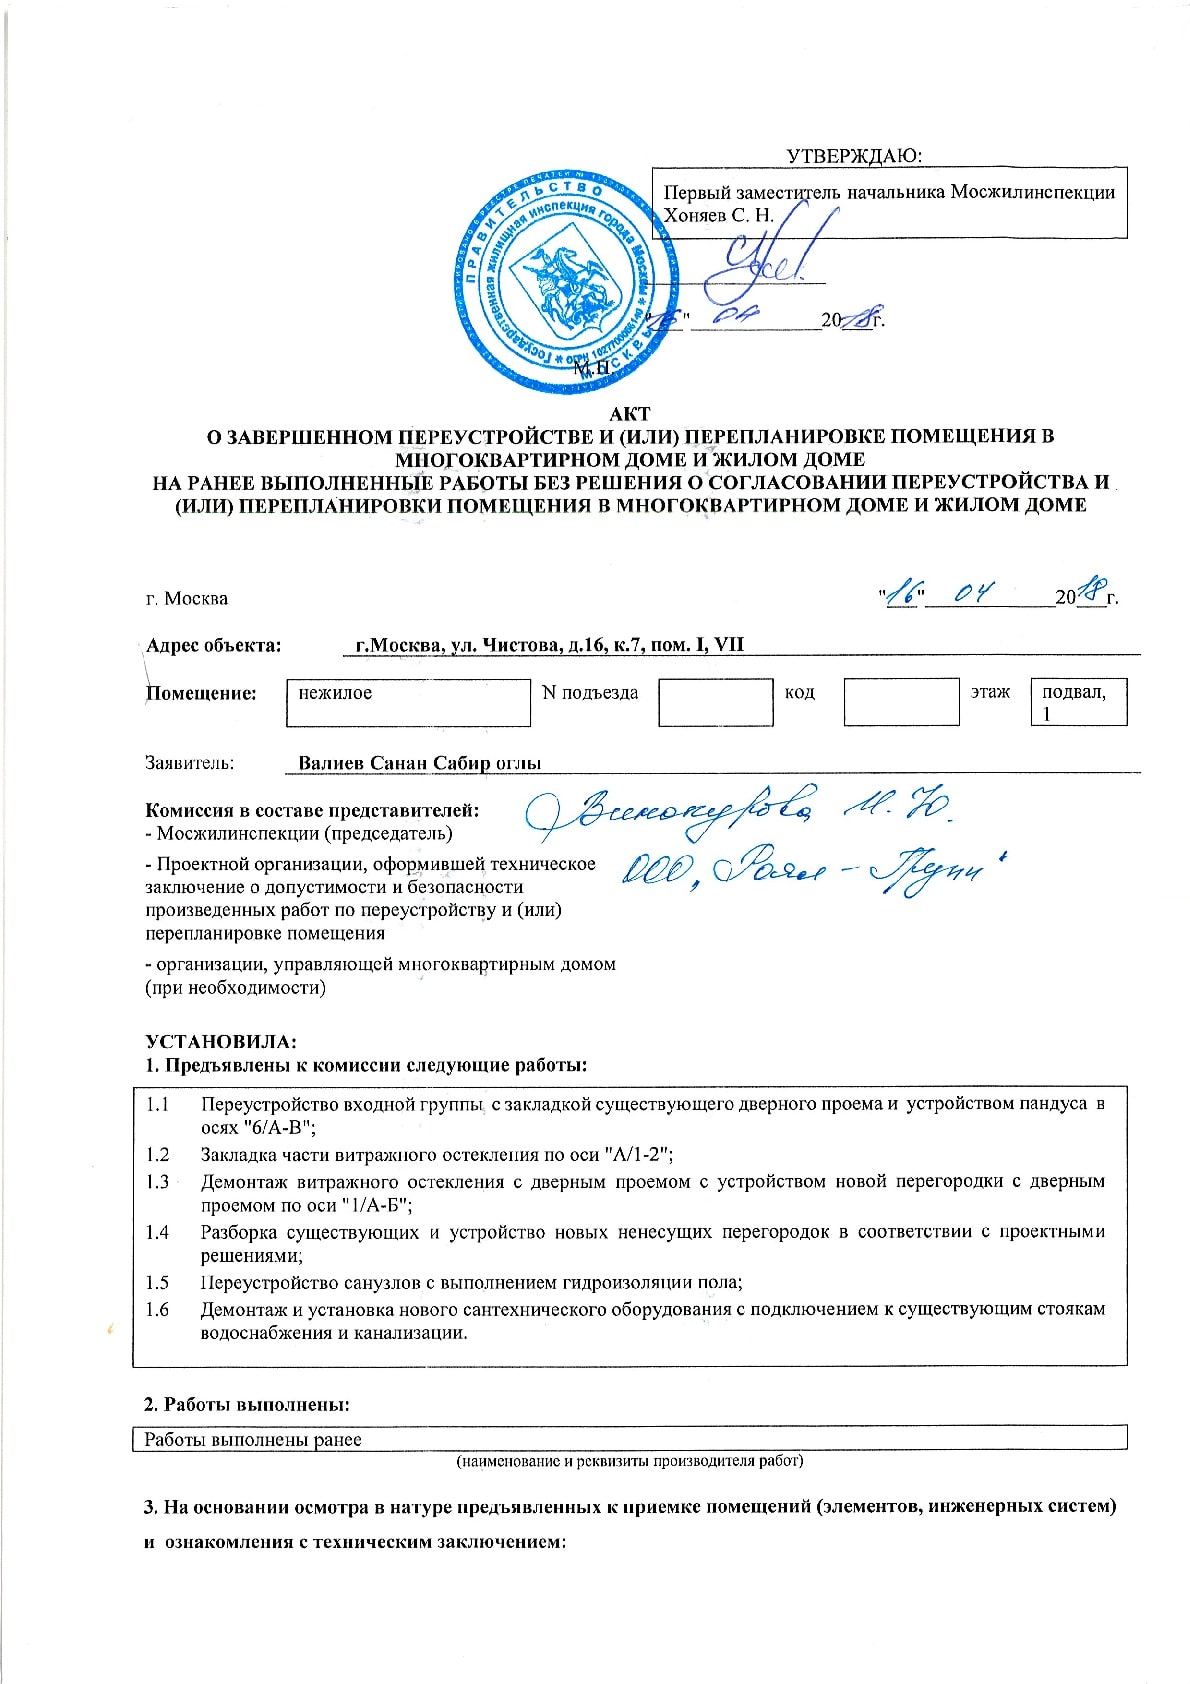 УТВЕРЖДАЮ:
Первый заместитель начальника Мосжилинспекции
Хоняев С. Н.
"16" 04 2018 г.
ПРАВИТЕЛЬСТВО МОСКВЫ
Государственная жилищная инспекция города Москвы * ОГРН 1027700066140 *
М.П.
АКТ
О ЗАВЕРШЕННОМ ПЕРЕУСТРОЙСТВЕ И (ИЛИ) ПЕРЕПЛАНИРОВКЕ ПОМЕЩЕНИЯ В
МНОГОКВАРТИРНОМ ДОМЕ И ЖИЛОМ ДОМЕ
НА РАНЕЕ ВЫПОЛНЕННЫЕ РАБОТЫ БЕЗ РЕШЕНИЯ О СОГЛАСОВАНИИ ПЕРЕУСТРОЙСТВА И
(ИЛИ) ПЕРЕПЛАНИРОВКИ ПОМЕЩЕНИЯ В МНОГОКВАРТИРНОМ ДОМЕ И ЖИЛОМ ДОМЕ
г. Москва "16" 04 2018 г.
Адрес объекта: г.Москва, ул. Чистова, д.16, к.7, пом. I, VII
Помещение: нежилое N подъезда код этаж подвал,
1
Заявитель: Валиев Санан Сабир оглы
Комиссия в составе представителей:
- Мосжилинспекции (председатель) Винокурова И. Ю.
- Проектной организации, оформившей техническое ООО "Роял - Групп"
заключение о допустимости и безопасности
произведенных работ по переустройству и (или)
перепланировке помещения
- организации, управляющей многоквартирным домом
(при необходимости)
УСТАНОВИЛА:
1. Предъявлены к комиссии следующие работы:
1.1 Переустройство входной группы с закладкой существующего дверного проема и устройством пандуса в
осях "6/А-В";
1.2 Закладка части витражного остекления по оси "А/1-2";
1.3 Демонтаж витражного остекления с дверным проемом с устройством новой перегородки с дверным
проемом по оси "1/А-Б";
1.4 Разборка существующих и устройство новых ненесущих перегородок в соответствии с проектными
решениями;
1.5 Переустройство санузлов с выполнением гидроизоляции пола;
1.6 Демонтаж и установка нового сантехнического оборудования с подключением к существующим стоякам
водоснабжения и канализации.
2. Работы выполнены:
Работы выполнены ранее
(наименование и реквизиты производителя работ)
3. На основании осмотра в натуре предъявленных к приемке помещений (элементов, инженерных систем)
и ознакомления с техническим заключением: